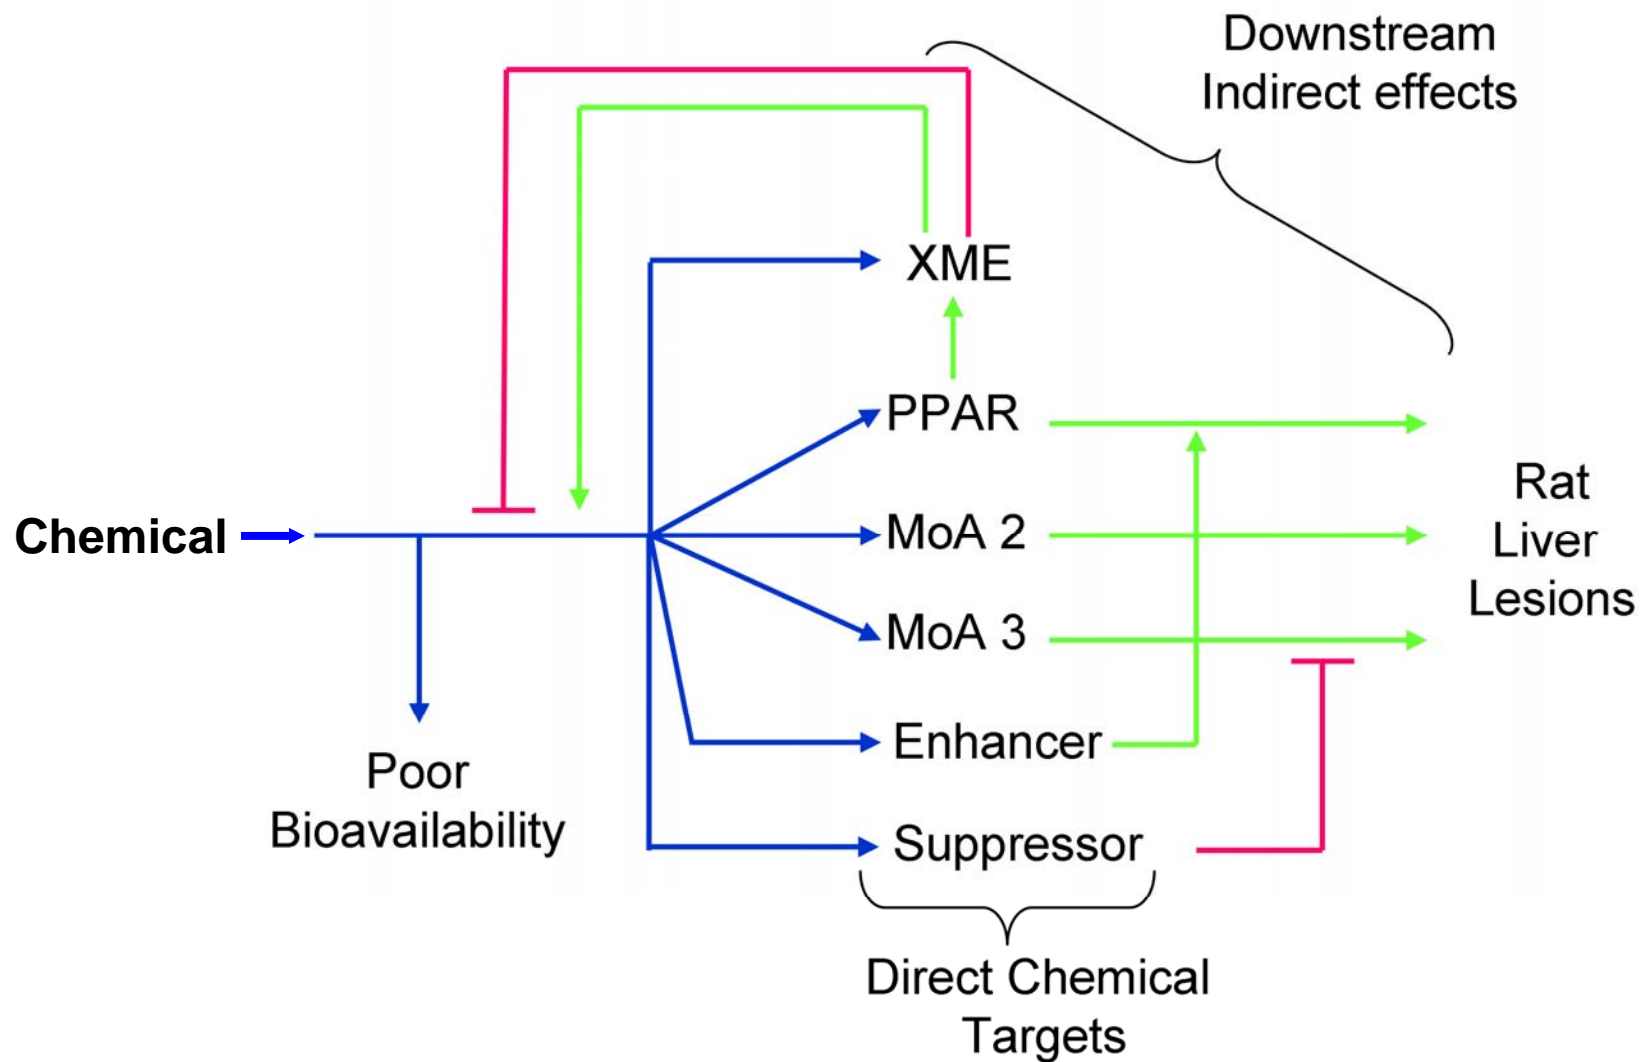 Downstream
Indirect effects
XME
PPAR
Chemical
MoA 2
MoA 3
Rat
Liver
Lesions
Enhancer
Poor
Bioavailability
Suppressor
Direct Chemical
Targets